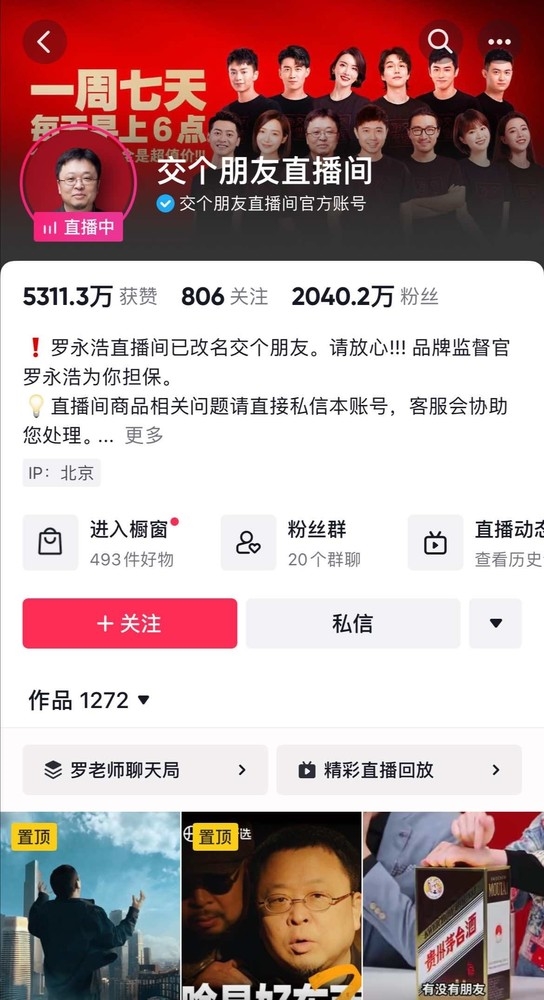 一周七天
每天早上6点
全是超值价!!!
交个朋友直播间
交个朋友直播间官方账号
直播中
5311.3万 获赞 806 关注 2040.2万 粉丝
❗罗永浩直播间已改名交个朋友。请放心!!! 品牌监督官
罗永浩为你担保。
💡直播间商品相关问题请直接私信本账号，客服会协助
您处理。... 更多
IP：北京
进入橱窗 粉丝群 直播动态
493件好物 20个群聊 查看历史
+ 关注 私信
作品 1272
罗老师聊天局 精彩直播回放
置顶 置顶 选
贵州茅台酒
MOUTAI
有没有朋友